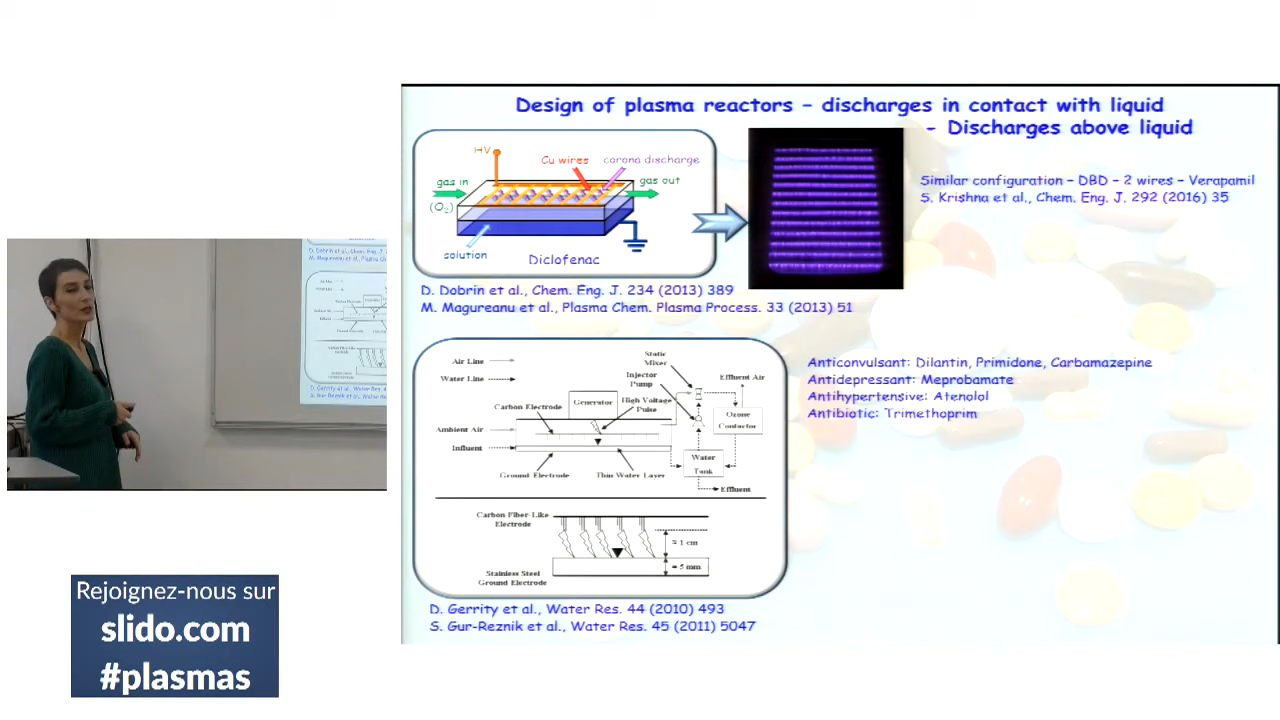 Design of plasma reactors – discharges in contact with liquid
- Discharges above liquid
HV
Cu wires
corona discharge
gas in
gas out
(O2)
solution
Diclofenac
Similar configuration – DBD – 2 wires – Verapamil
S. Krishna et al., Chem. Eng. J. 292 (2016) 35
D. Dobrin et al., Chem. Eng. J. 234 (2013) 389
M. Magureanu et al., Plasma Chem. Plasma Process. 33 (2013) 51
Air Line
Water Line
Static
Mixer
Injector
Pump
Effluent Air
Generator
High Voltage
Pulse
Carbon Electrode
Ozone
Contactor
Ambient Air
Influent
Water
Tank
Ground Electrode
Thin Water Layer
Effluent
Carbon Fiber-Like
Electrode
≈ 1 cm
≈ 5 mm
Stainless Steel
Ground Electrode
Anticonvulsant: Dilantin, Primidone, Carbamazepine
Antidepressant: Meprobamate
Antihypertensive: Atenolol
Antibiotic: Trimethoprim
D. Gerrity et al., Water Res. 44 (2010) 493
S. Gur-Reznik et al., Water Res. 45 (2011) 5047
Rejoignez-nous sur
slido.com
#plasmas